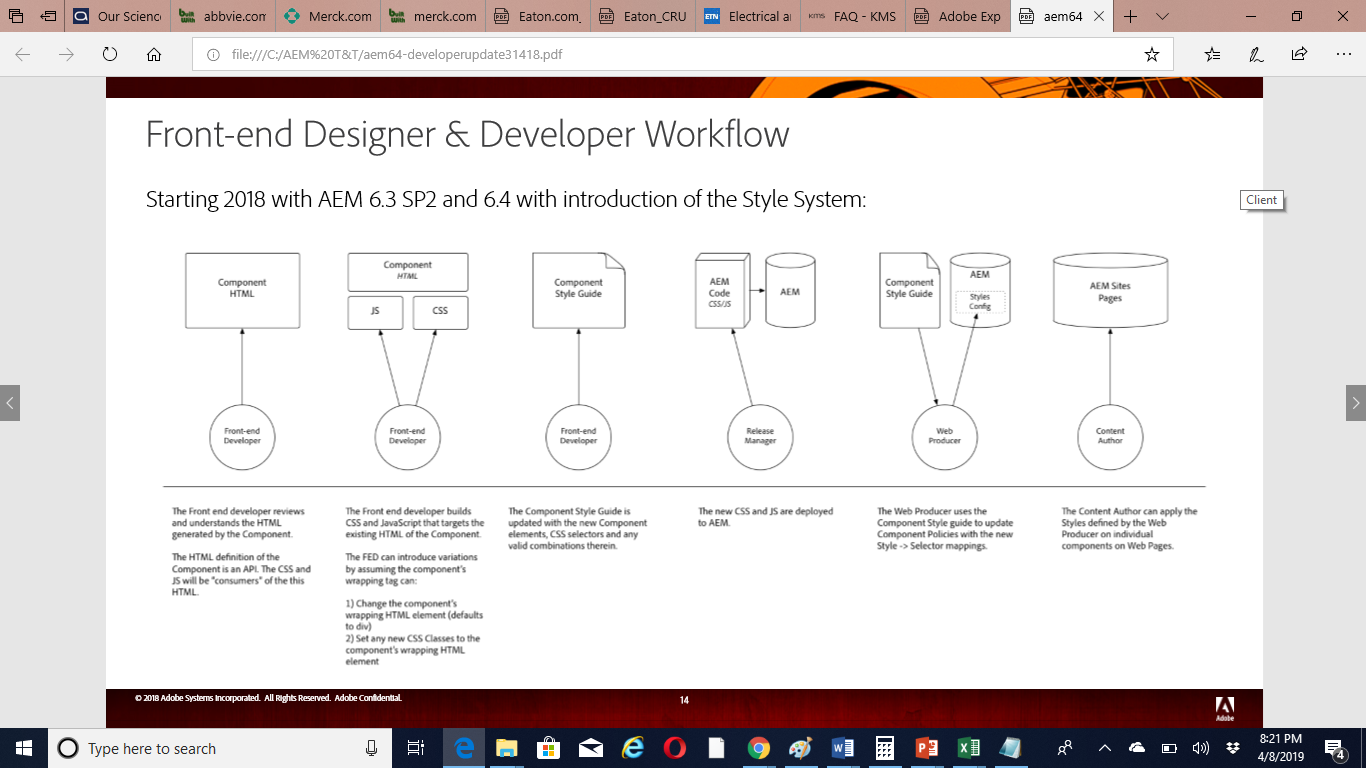 Our Science
abbvie.com
Merck.com
merck.com
Eaton.com_
Eaton_CRU
ETN Electrical a
kms FAQ - KMS
Adobe Exp
aem64
file:///C:/AEM%20T&T/aem64-developerupdate31418.pdf
Front-end Designer & Developer Workflow
Starting 2018 with AEM 6.3 SP2 and 6.4 with introduction of the Style System:
Client
Component
HTML
Front-end
Developer
Component
HTML
JS
CSS
Front-end
Developer
Component
Style Guide
Front-end
Developer
AEM
Code
CSS/JS
AEM
Release
Manager
Component
Style Guide
AEM
Styles
Config
Web
Producer
AEM Sites
Pages
Content
Author
The Front end developer reviews
and understands the HTML
generated by the Component.
The HTML definition of the
Component is an API. The CSS and
JS will be "consumers" of the this
HTML.
The Front end developer builds
CSS and JavaScript that targets the
existing HTML of the Component.
The FED can introduce variations
by assuming the component's
wrapping tag can:
1) Change the component's
wrapping HTML element (defaults
to div)
2) Set any new CSS Classes to the
component's wrapping HTML
element
The Component Style Guide is
updated with the new Component
elements, CSS selectors and any
valid combinations therein.
The new CSS and JS are deployed
to AEM.
The Web Producer uses the
Component Style guide to update
Component Policies with the new
Style -> Selector mappings.
The Content Author can apply the
Styles defined by the Web
Producer on individual
components on Web Pages.
© 2018 Adobe Systems Incorporated. All Rights Reserved. Adobe Confidential.
14
Adobe
Type here to search
8:21 PM
4/8/2019
4